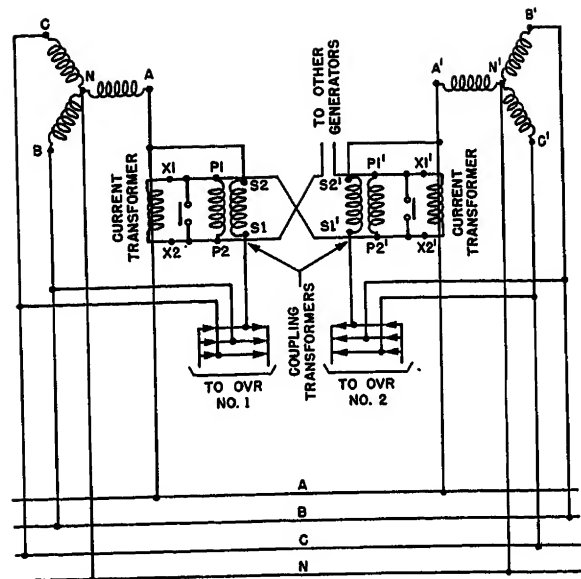 C
N
A
B
CURRENT
TRANSFORMER
X1
P1
S2
X2
P2
S1
TO OTHER
GENERATORS
B'
A'
N'
C'
S2'
P1'
X1'
S1'
P2'
X2'
CURRENT
TRANSFORMER
COUPLING
TRANSFORMERS
TO OVR
NO. 1
TO OVR
NO. 2
A
B
C
N